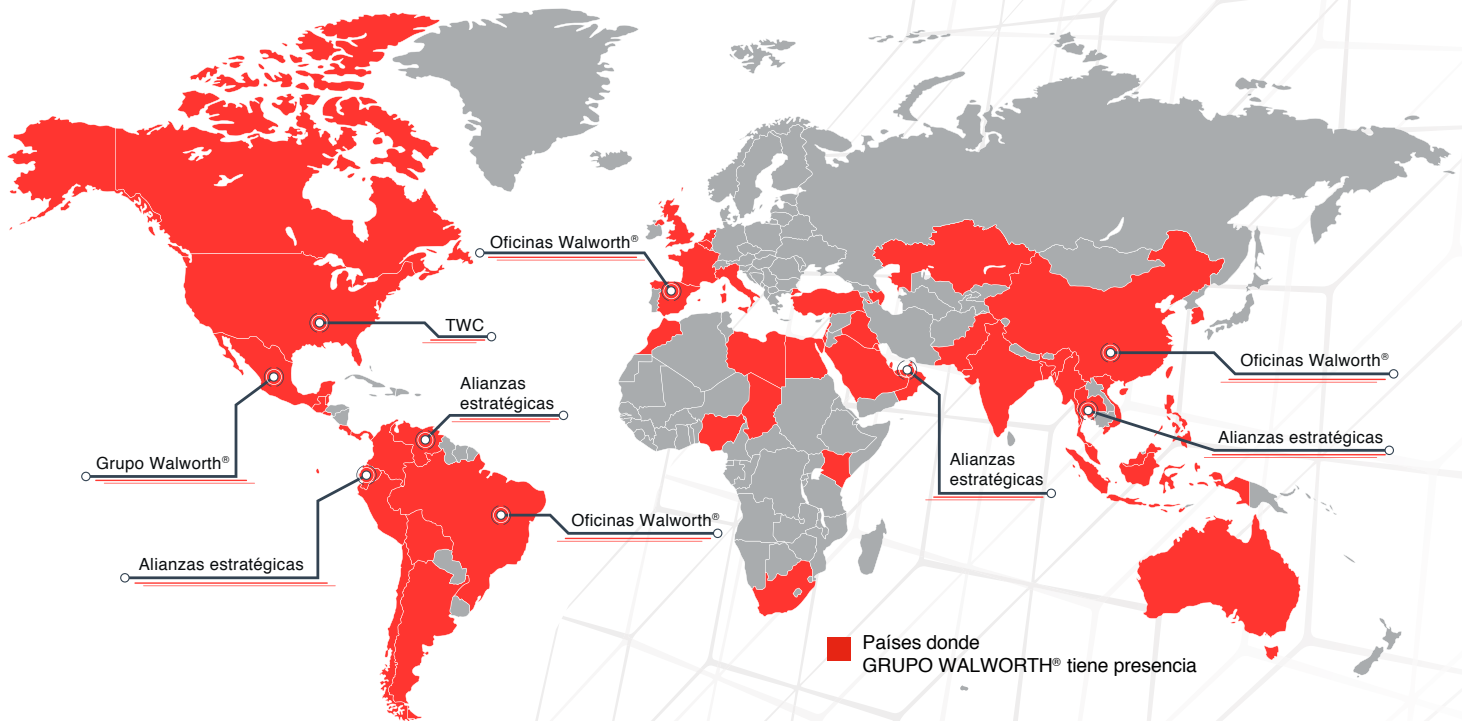 Oficinas Walworth®
TWC
Oficinas Walworth®
Alianzas
estratégicas
Alianzas estratégicas
Grupo Walworth®
Alianzas
estratégicas
Oficinas Walworth®
Alianzas estratégicas
Países donde
GRUPO WALWORTH® tiene presencia